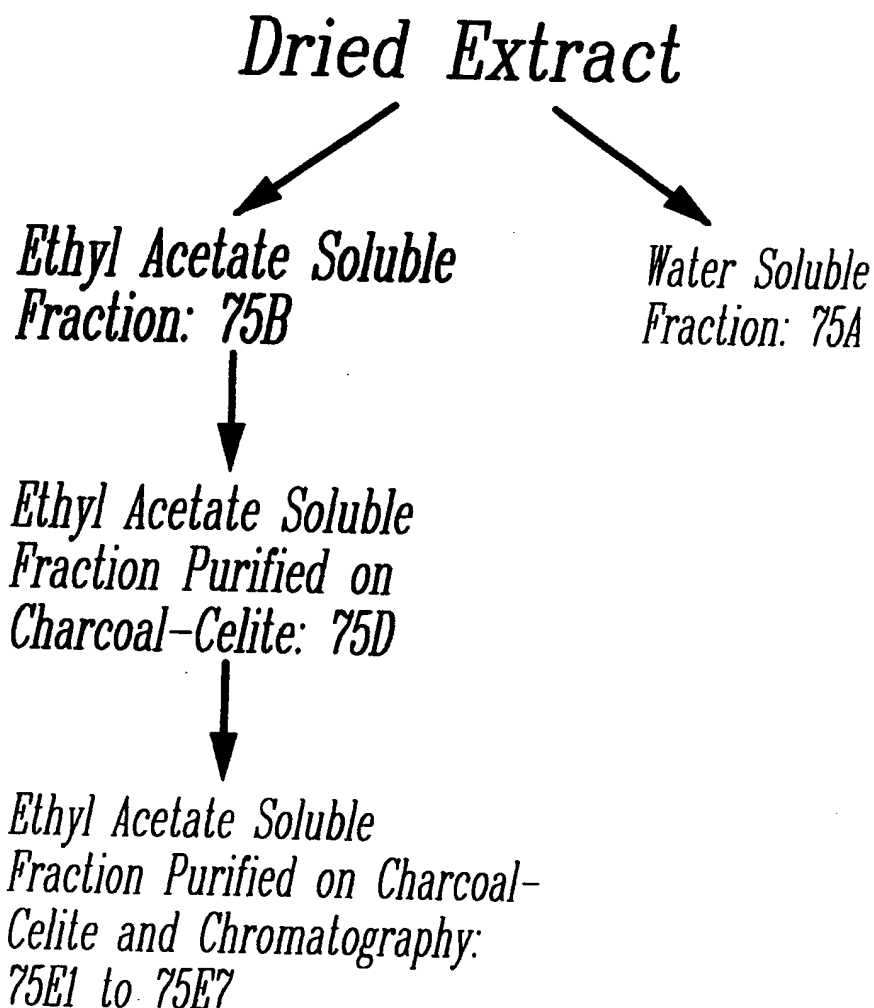 Dried Extract
Ethyl Acetate Soluble
Fraction: 75B
Water Soluble
Fraction: 75A
Ethyl Acetate Soluble
Fraction Purified on
Charcoal-Celite: 75D
Ethyl Acetate Soluble
Fraction Purified on Charcoal-
Celite and Chromatography:
75E1 to 75E7